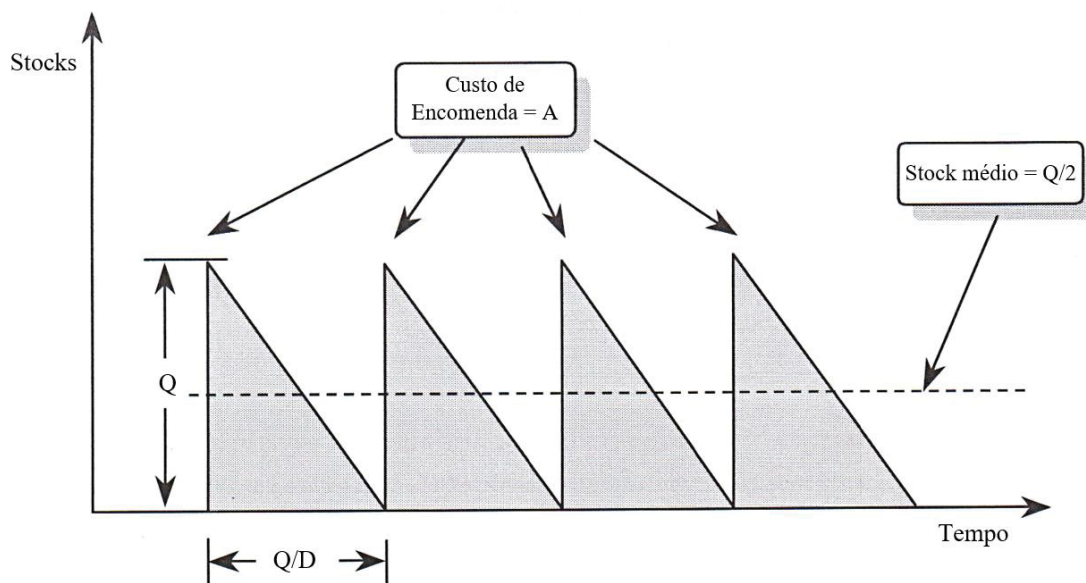 Stocks
Custo de
Encomenda = A
Stock médio = Q/2
Q
Tempo
Q/D